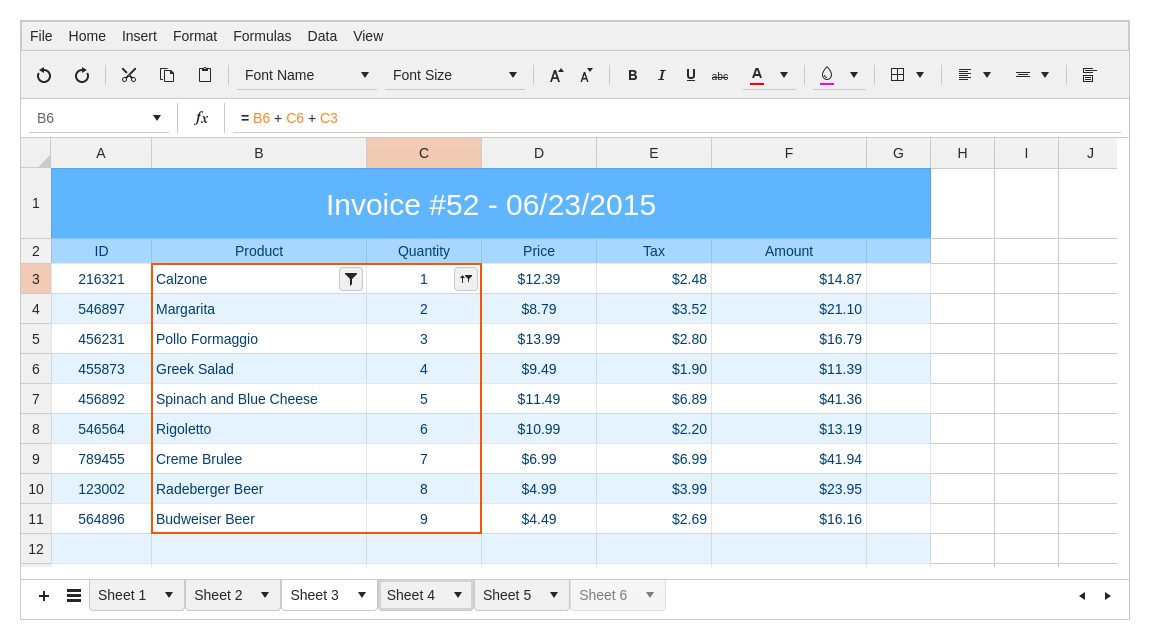 File Home Insert Format Formulas Data View
Font Name Font Size A A B I U abc A
B6 fx = B6 + C6 + C3
A B C D E F G H I J
1 Invoice #52 - 06/23/2015
2 ID Product Quantity Price Tax Amount
3 216321 Calzone 1 $12.39 $2.48 $14.87
4 546897 Margarita 2 $8.79 $3.52 $21.10
5 456231 Pollo Formaggio 3 $13.99 $2.80 $16.79
6 455873 Greek Salad 4 $9.49 $1.90 $11.39
7 456892 Spinach and Blue Cheese 5 $11.49 $6.89 $41.36
8 546564 Rigoletto 6 $10.99 $2.20 $13.19
9 789455 Creme Brulee 7 $6.99 $6.99 $41.94
10 123002 Radeberger Beer 8 $4.99 $3.99 $23.95
11 564896 Budweiser Beer 9 $4.49 $2.69 $16.16
12
Sheet 1 Sheet 2 Sheet 3 Sheet 4 Sheet 5 Sheet 6